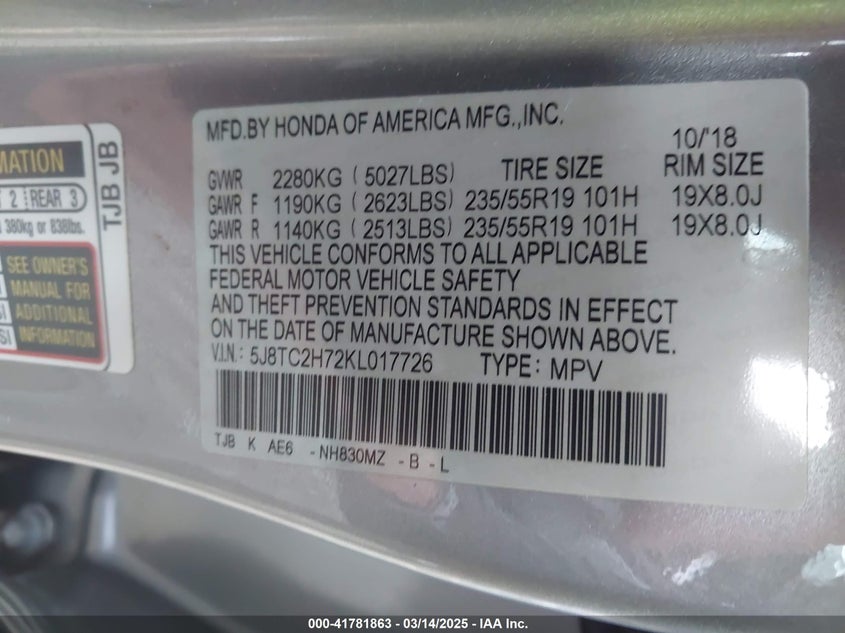 MFD.BY HONDA OF AMERICA MFG.,INC.
10/'18
GVWR 2280KG ( 5027LBS) TIRE SIZE RIM SIZE
GAWR F 1190KG ( 2623LBS) 235/55R19 101H 19X8.0J
GAWR R 1140KG ( 2513LBS) 235/55R19 101H 19X8.0J
THIS VEHICLE CONFORMS TO ALL APPLICABLE
FEDERAL MOTOR VEHICLE SAFETY
AND THEFT PREVENTION STANDARDS IN EFFECT
ON THE DATE OF MANUFACTURE SHOWN ABOVE.
V.I.N.: 5J8TC2H72KL017726 TYPE: MPV
TJB K AE6 -NH830MZ -B -L
MATION
2 REAR 3
380kg or 838lbs.
SEE OWNER'S
MANUAL FOR
ADDITIONAL
INFORMATION
TJB JB
000-41781863 - 03/14/2025 - IAA Inc.